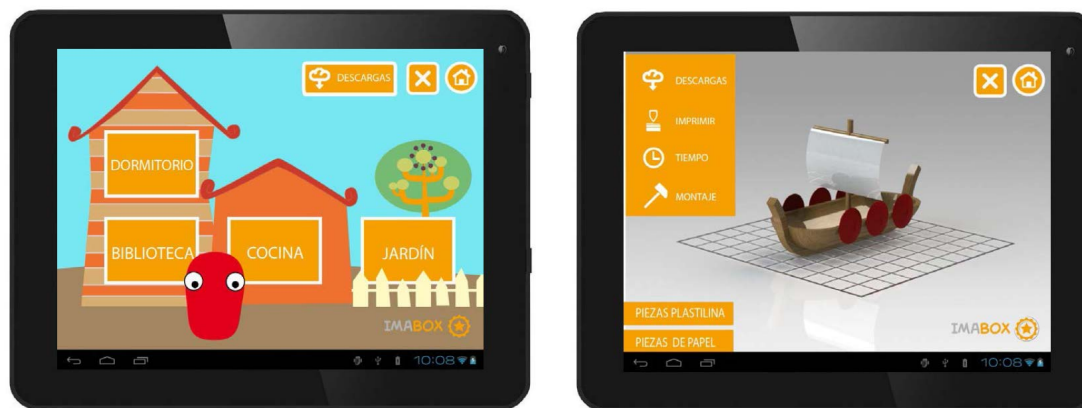 DESCARGAS
DORMITORIO
BIBLIOTECA
COCINA
JARDÍN
IMABOX
10:08
DESCARGAS
IMPRIMIR
TIEMPO
MONTAJE
PIEZAS PLASTILINA
PIEZAS DE PAPEL
IMABOX
10:08